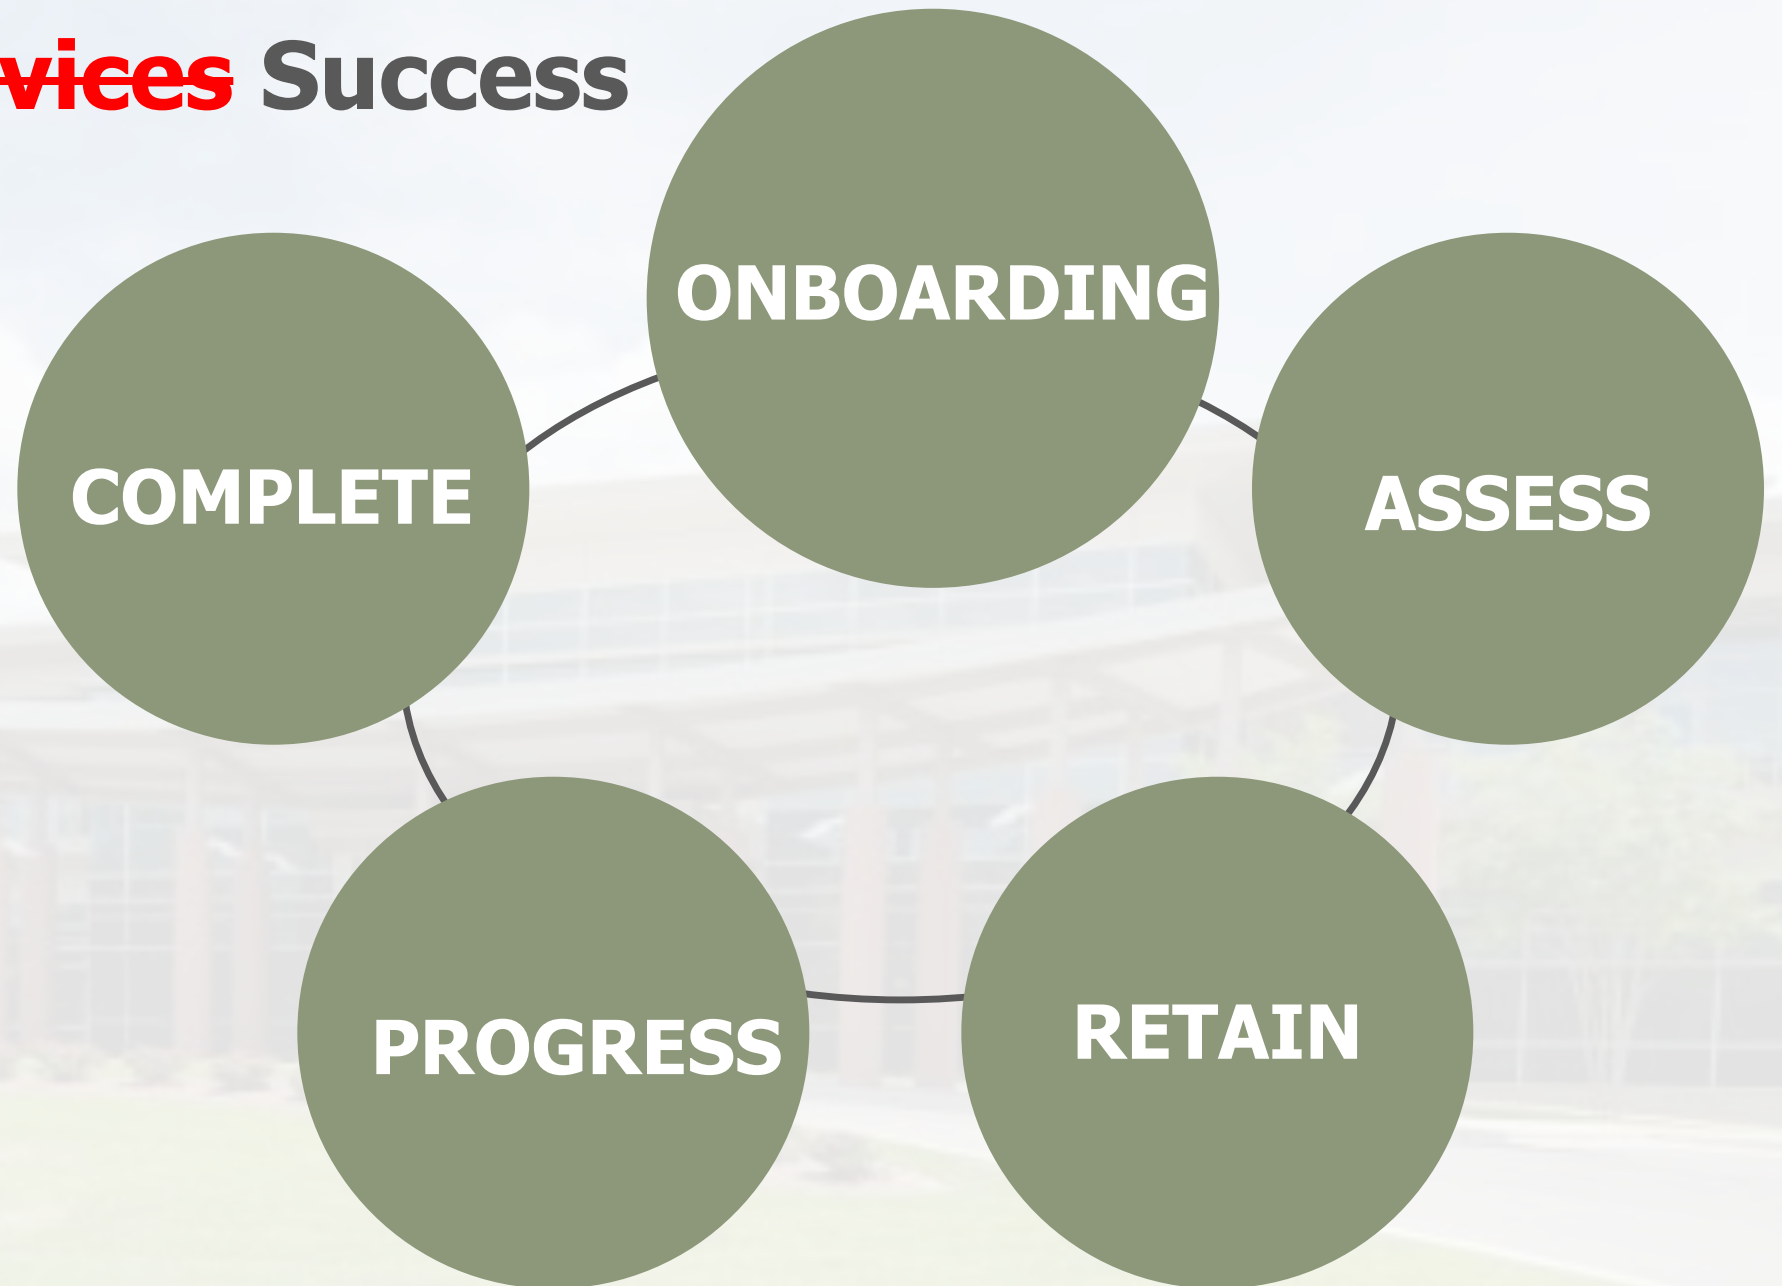 vices Success
ONBOARDING
COMPLETE
ASSESS
RETAIN
PROGRESS